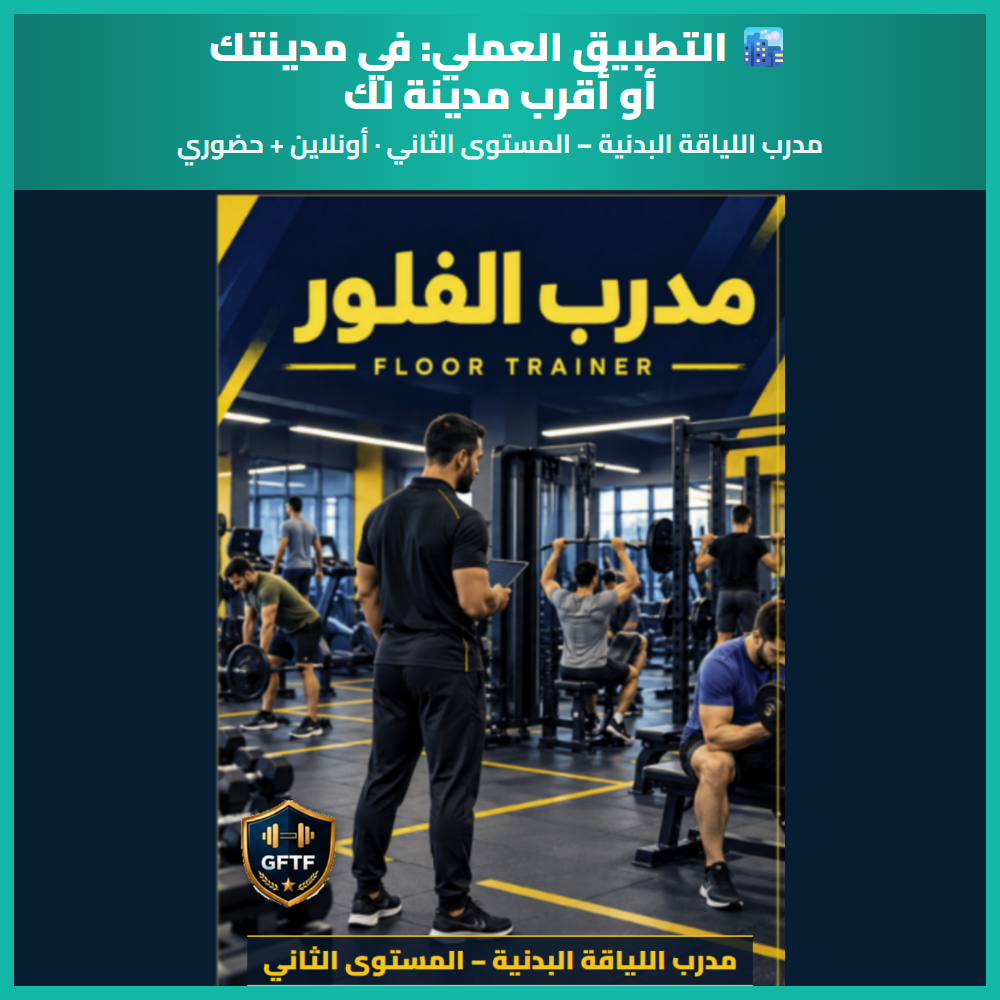 🏙️ التطبيق العملي: في مدينتك
أو أقرب مدينة لك
مدرب اللياقة البدنية – المستوى الثاني · أونلاين + حضوري
مدرب الفلور
FLOOR TRAINER
GFTF
مدرب اللياقة البدنية – المستوى الثاني